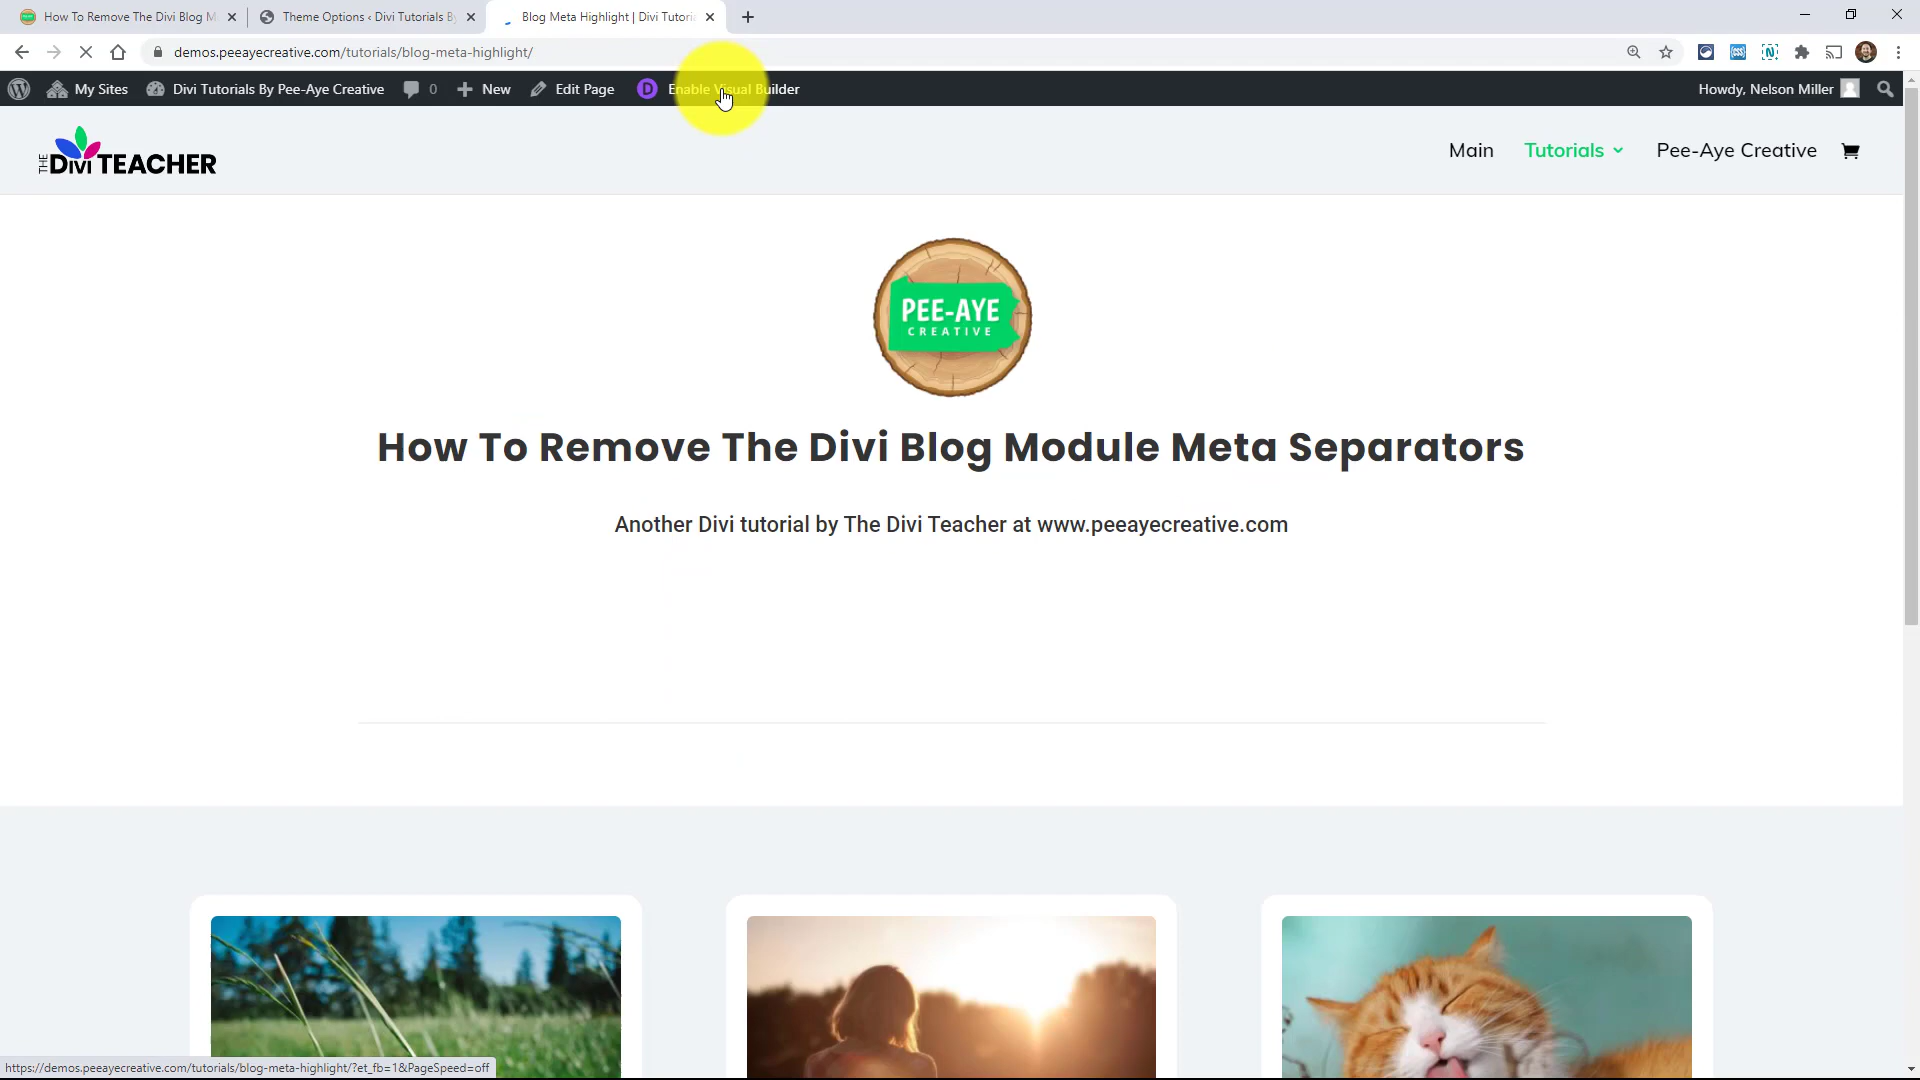 How To Remove The Divi Blog M
Theme Options ‹ Divi Tutorials B
Blog Meta Highlight | Divi Tutoria
demos.peeayecreative.com/tutorials/blog-meta-highlight/
My Sites
Divi Tutorials By Pee-Aye Creative
0
New
Edit Page
D
Enable Visual Builder
Howdy, Nelson Miller
THE DIVI TEACHER
Main
Tutorials
Pee-Aye Creative
PEE-AYE
CREATIVE
How To Remove The Divi Blog Module Meta Separators
Another Divi tutorial by The Divi Teacher at www.peeayecreative.com
https://demos.peeayecreative.com/tutorials/blog-meta-highlight/?et_fb=1&PageSpeed=off